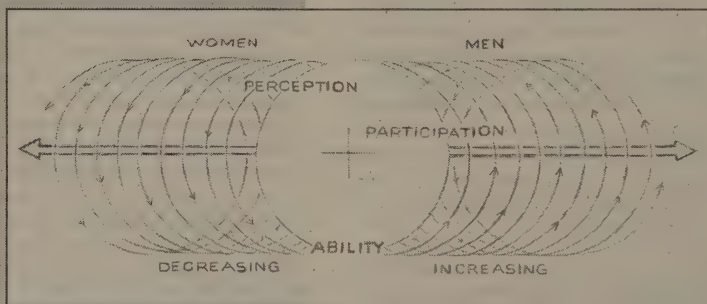 WOMEN MEN
PERCEPTION
PARTICIPATION
ABILITY
DECREASING INCREASING